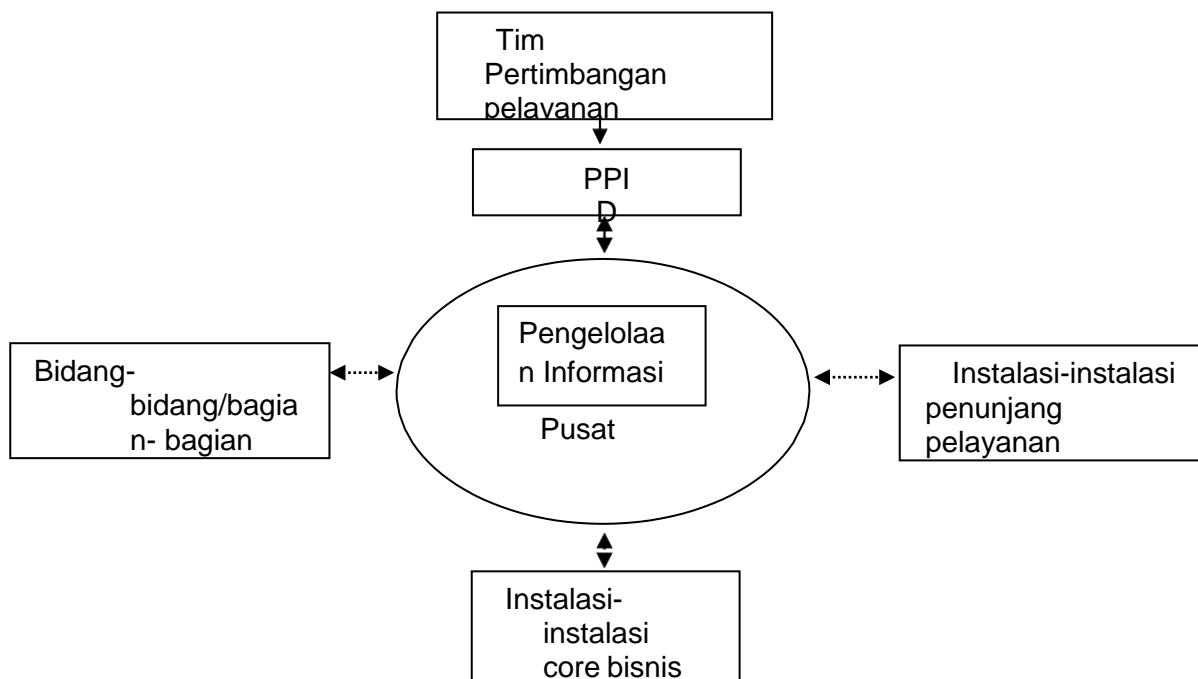 Tim
Pertimbangan
pelayanan
PPI
D
Pengelolaa
n Informasi
Pusat
Bidang-
bidang/bagia
n- bagian
Instalasi-instalasi
penunjang
pelayanan
Instalasi-
instalasi
core bisnis